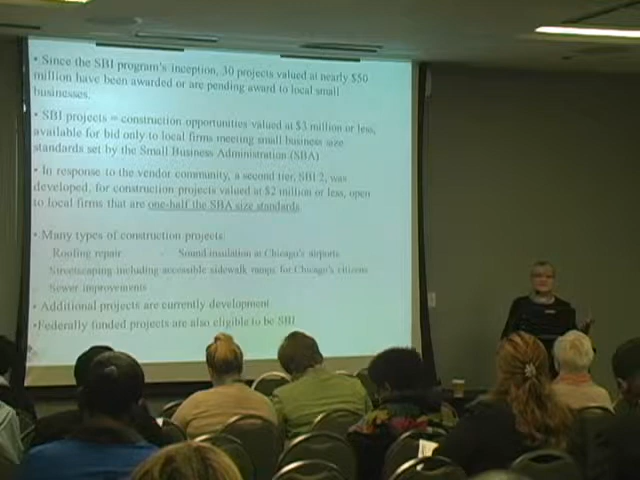 • Since the SBI program's inception, 30 projects valued at nearly $50
million have been awarded or are pending award to local small
businesses.
• SBI projects = construction opportunities valued at $3 million or less,
available for bid only to local firms meeting small business size
standards set by the Small Business Administration (SBA)
• In response to the vendor community, a second tier, SBI 2, was
developed, for construction projects valued at $2 million or less, open
to local firms that are one-half the SBA size standards.
• Many types of construction projects:
Roofing repair - Sound insulation at Chicago's airports
Streetscaping including accessible sidewalk ramps for Chicago's citizens
Sewer improvements
• Additional projects are currently development
• Federally funded projects are also eligible to be SBI